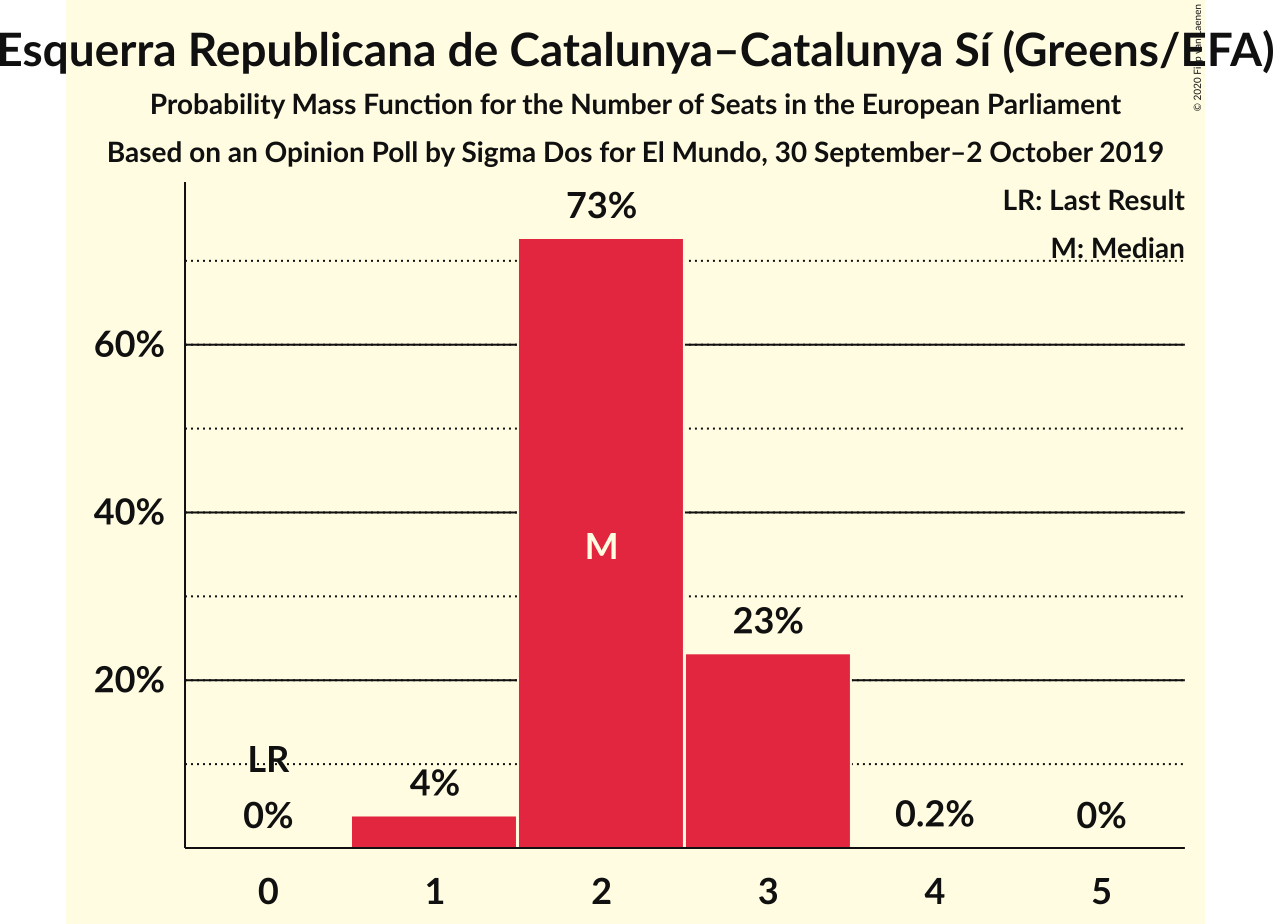 Esquerra Republicana de Catalunya–Catalunya Sí (Greens/EFA)
Probability Mass Function for the Number of Seats in the European Parliament
Based on an Opinion Poll by Sigma Dos for El Mundo, 30 September–2 October 2019
© 2020
LR: Last Result
M: Median
73%
60%
40%
M
23%
20%
LR
4%
0%
0.2%
0%
0 1 2 3 4 5